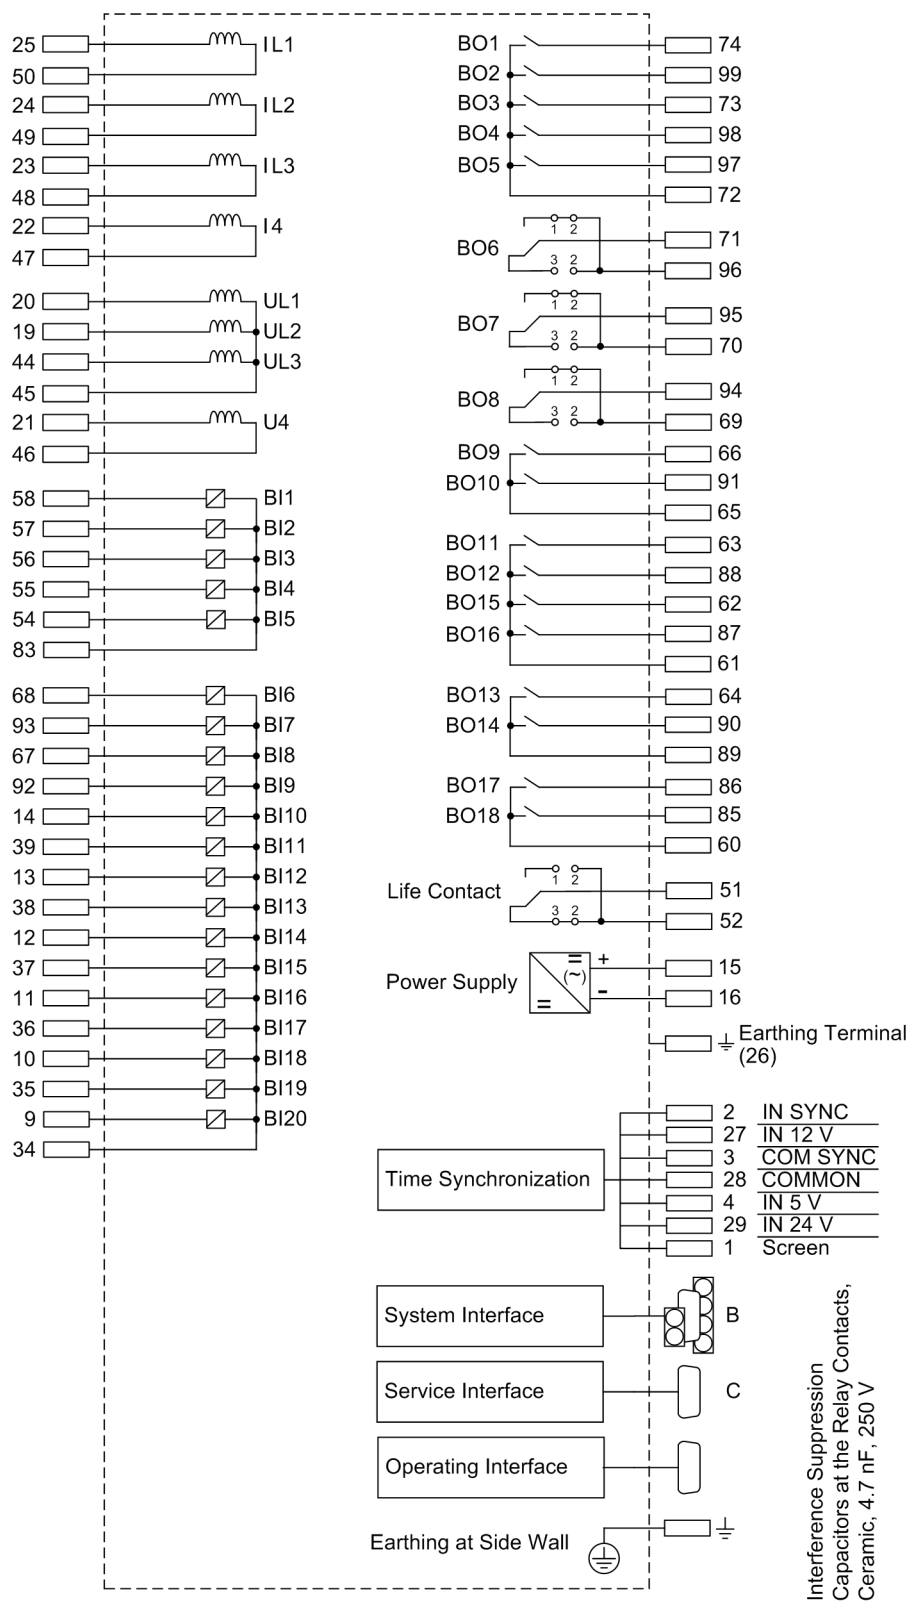 25 IL1
50
24 IL2
49
23 IL3
48
22 I4
47
20 UL1
19 UL2
44 UL3
45
21 U4
46
58 BI1
57 BI2
56 BI3
55 BI4
54 BI5
83
68 BI6
93 BI7
67 BI8
92 BI9
14 BI10
39 BI11
13 BI12
38 BI13
12 BI14
37 BI15
11 BI16
36 BI17
10 BI18
35 BI19
9 BI20
34
BO1 74
BO2 99
BO3 73
BO4 98
BO5 97
72
1 2
BO6 71
3 2
96
1 2
BO7 95
3 2
70
1 2
BO8 94
3 2
69
BO9 66
BO10 91
65
BO11 63
BO12 88
BO15 62
BO16 87
61
BO13 64
BO14 90
89
BO17 86
BO18 85
60
1 2
Life Contact 51
3 2
52
Power Supply = (~) = + 15
- 16
Earthing Terminal
(26)
2 IN SYNC
27 IN 12 V
3 COM SYNC
Time Synchronization 28 COMMON
4 IN 5 V
29 IN 24 V
1 Screen
System Interface B
Service Interface C
Operating Interface
Earthing at Side Wall
Interference Suppression
Capacitors at the Relay Contacts,
Ceramic, 4.7 nF, 250 V